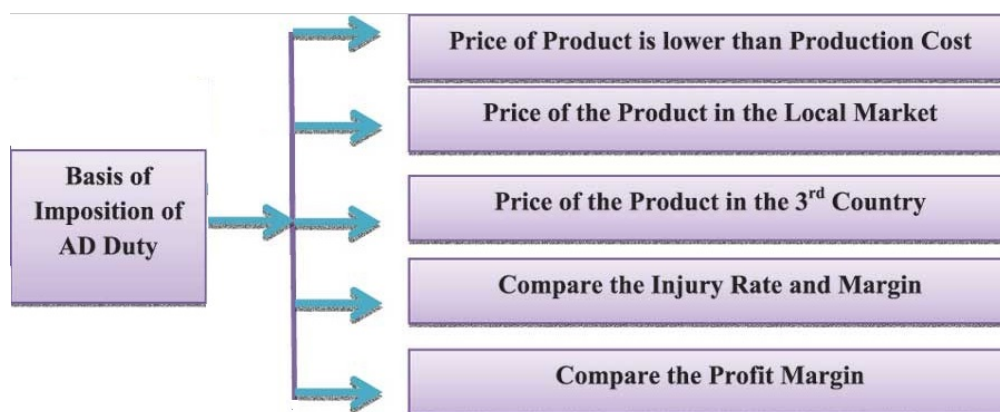 Price of Product is lower than Production Cost
Price of the Product in the Local Market
Basis of
Imposition of
AD Duty
Price of the Product in the 3rd Country
Compare the Injury Rate and Margin
Compare the Profit Margin